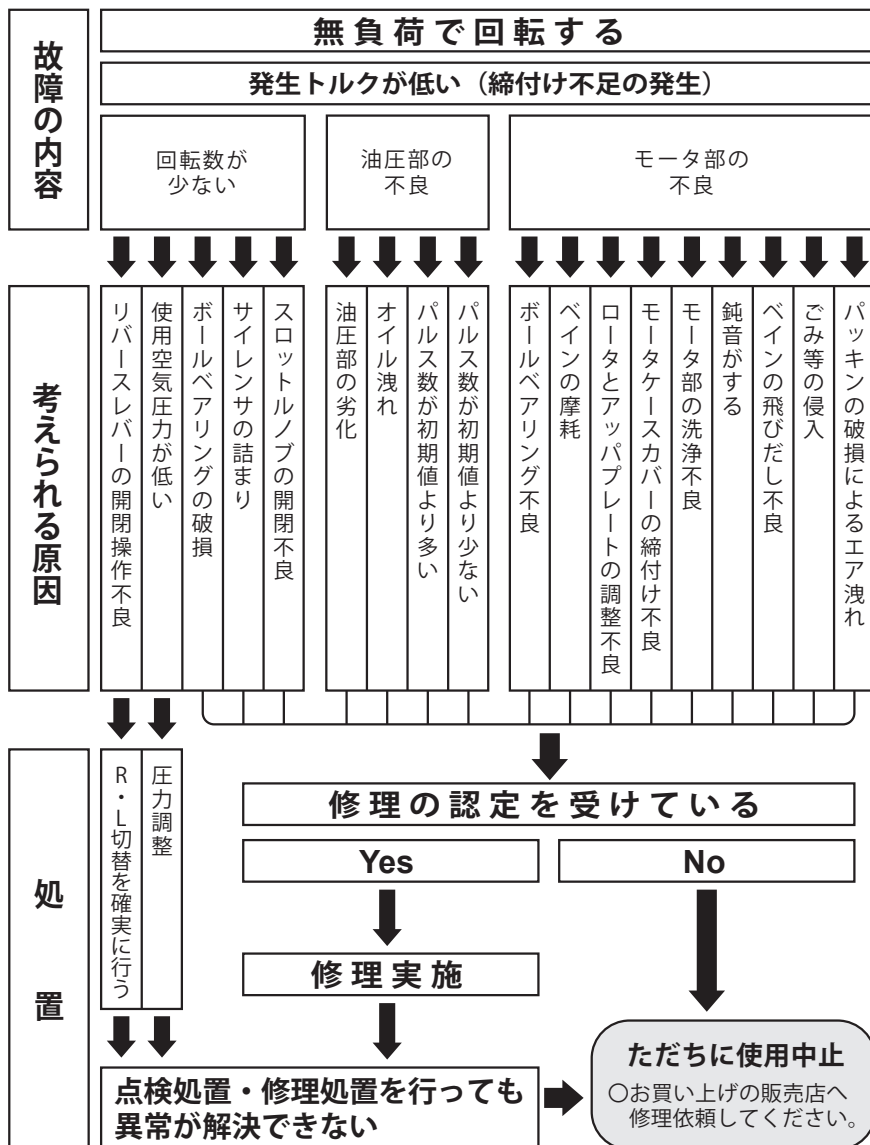 故障の内容
無負荷で回転する
発生トルクが低い（締付け不足の発生）
回転数が
少ない
油圧部の
不良
モータ部の
不良
考えられる原因
リバースレバーの開閉操作不良
使用空気圧力が低い
ボールベアリングの破損
サイレンサの詰まり
スロットルノブの開閉不良
油圧部の劣化
オイル洩れ
パルス数が初期値より多い
パルス数が初期値より少ない
ボールベアリング不良
ベインの摩耗
ロータとアッパプレートの調整不良
モータケースカバーの締付け不良
モータ部の洗浄不良
鈍音がする
ベインの飛びだし不良
ごみ等の侵入
パッキンの破損によるエア洩れ
処置
R・L切替を確実に行う
圧力調整
修理の認定を受けている
Yes
No
修理実施
点検処置・修理処置を行っても
異常が解決できない
ただちに使用中止
○お買い上げの販売店へ
修理依頼してください。